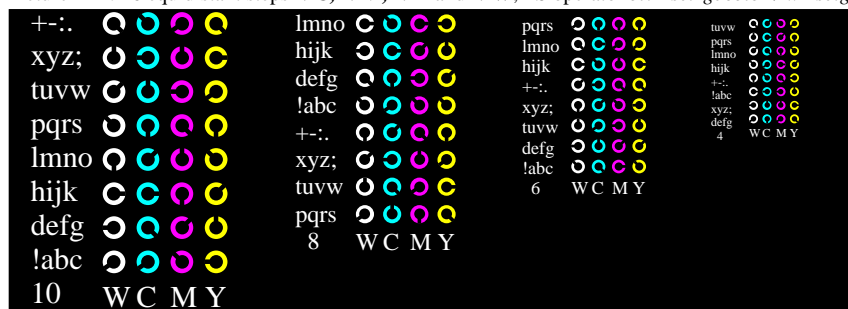 +-:.
xyz;
tuvw
pqrs
lmno
hijk
defg
!abc
10 W C M Y
lmno
hijk
defg
!abc
+-:.
xyz;
tuvw
pqrs
8 W C M Y
pqrs
lmno
hijk
+-:.
xyz;
tuvw
defg
!abc
6 W C M Y
tuvw
pqrs
lmno
hijk
+-:.
!abc
xyz;
defg
4 W C M Y